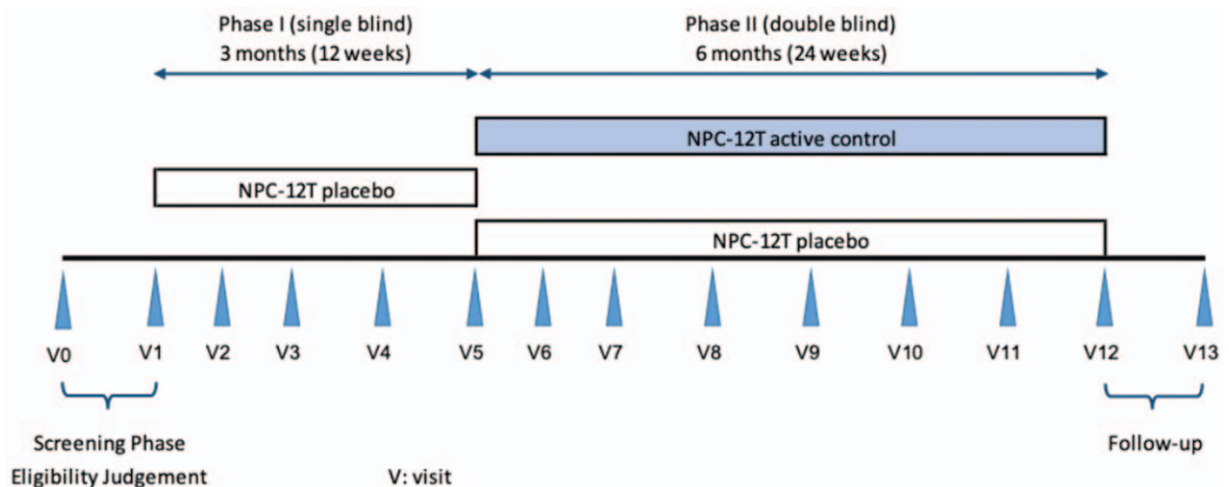 Phase I (single blind)
3 months (12 weeks)
Phase II (double blind)
6 months (24 weeks)
NPC-12T active control
NPC-12T placebo
NPC-12T placebo
V0 V1 V2 V3 V4 V5 V6 V7 V8 V9 V10 V11 V12 V13
Screening Phase
Eligibility Judgement
V: visit
Follow-up